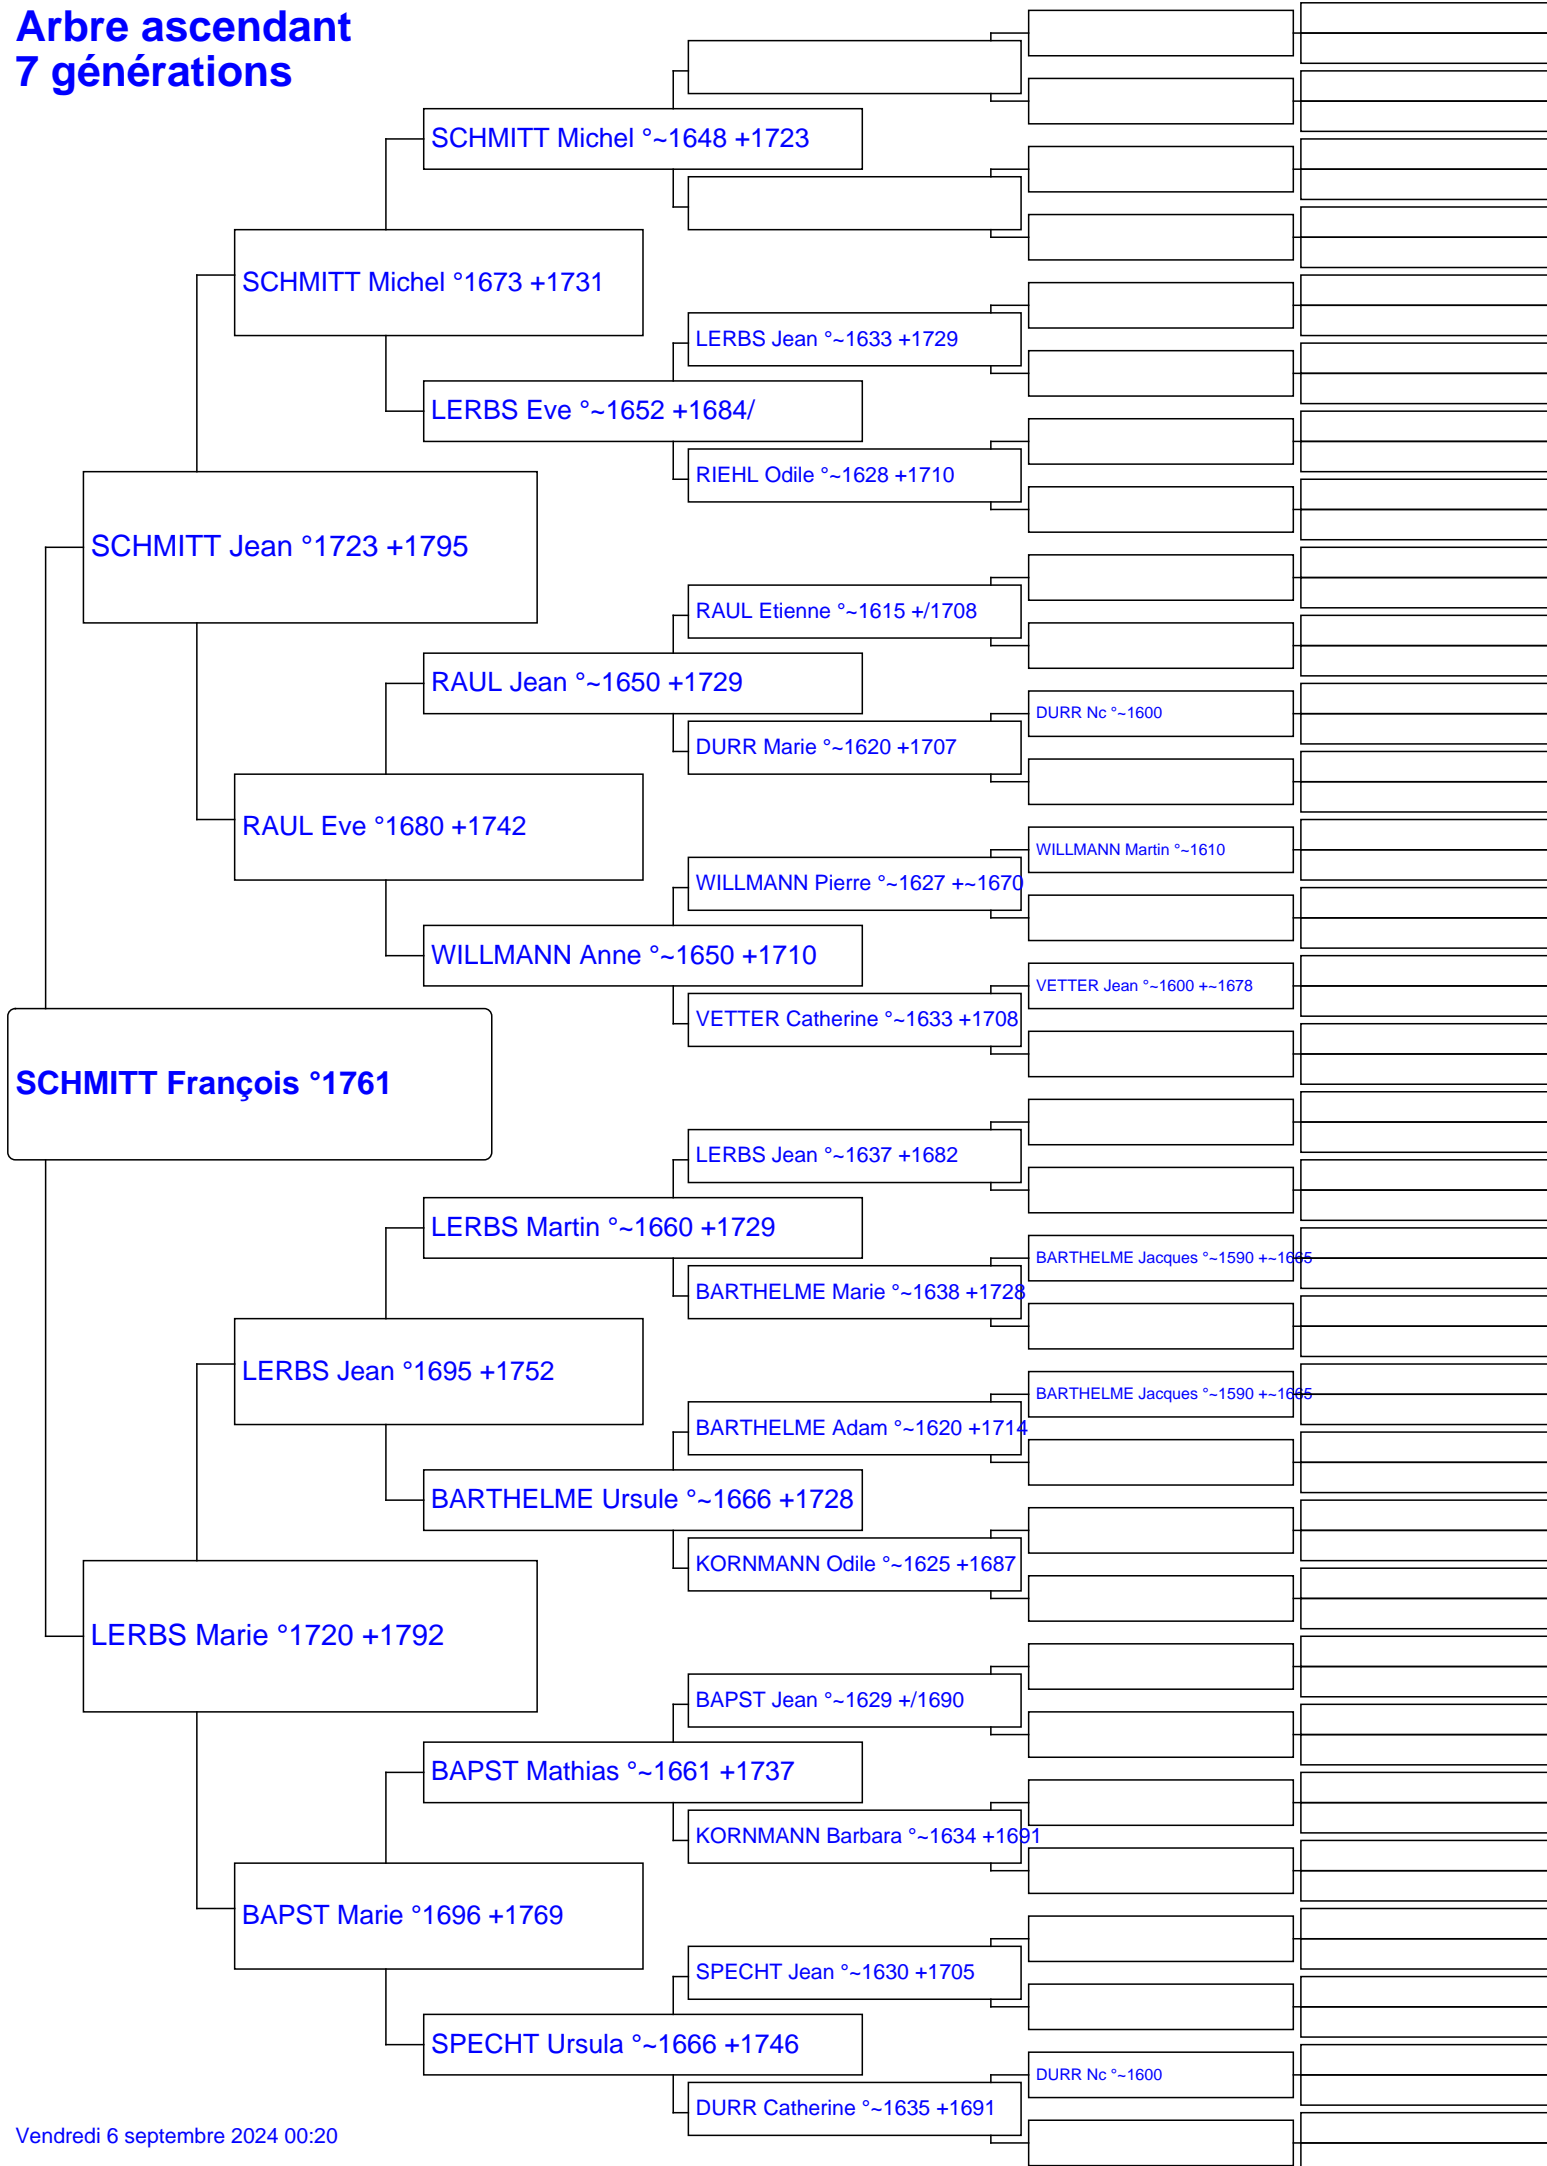 Arbre ascendant
7 générations
SCHMITT Michel °~1648 +1723
SCHMITT Michel °1673 +1731
LERBS Jean °~1633 +1729
LERBS Eve °~1652 +1684/
RIEHL Odile °~1628 +1710
SCHMITT Jean °1723 +1795
RAUL Etienne °~1615 +/1708
RAUL Jean °~1650 +1729
DURR Nc °~1600
DURR Marie °~1620 +1707
RAUL Eve °1680 +1742
WILLMANN Martin °~1610
WILLMANN Pierre °~1627 +~1670
WILLMANN Anne °~1650 +1710
VETTER Jean °~1600 +~1678
VETTER Catherine °~1633 +1708
SCHMITT François °1761
LERBS Jean °~1637 +1682
LERBS Martin °~1660 +1729
BARTHELME Jacques °~1590 +~1665
BARTHELME Marie °~1638 +1728
LERBS Jean °1695 +1752
BARTHELME Jacques °~1590 +~1665
BARTHELME Adam °~1620 +1714
BARTHELME Ursule °~1666 +1728
KORNMANN Odile °~1625 +1687
LERBS Marie °1720 +1792
BAPST Jean °~1629 +/1690
BAPST Mathias °~1661 +1737
KORNMANN Barbara °~1634 +1691
BAPST Marie °1696 +1769
SPECHT Jean °~1630 +1705
SPECHT Ursula °~1666 +1746
DURR Nc °~1600
DURR Catherine °~1635 +1691
Vendredi 6 septembre 2024 00:20